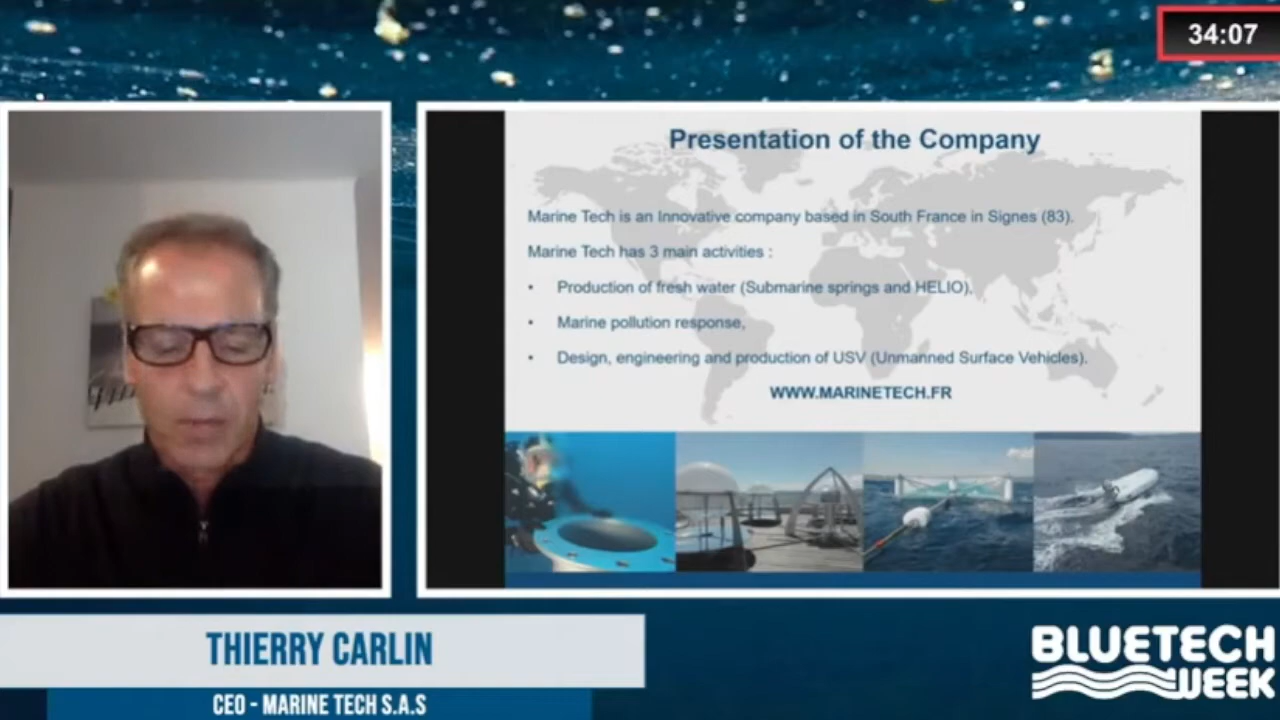 34:07
Presentation of the Company
Marine Tech is an Innovative company based in South France in Signes (83).
Marine Tech has 3 main activities :
• Production of fresh water (Submarine springs and HELIO).
• Marine pollution response,
• Design, engineering and production of USV (Unmanned Surface Vehicles).
WWW.MARINETECH.FR
THIERRY CARLIN
CEO - MARINE TECH S.A.S
BLUETECH
WEEK